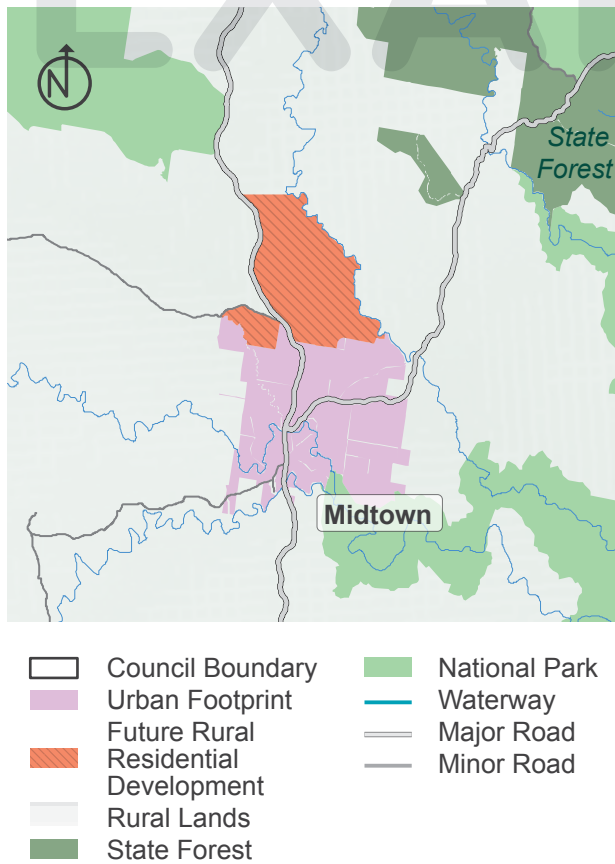 N
State
Forest
Midtown
Council Boundary
Urban Footprint
Future Rural
Residential
Development
Rural Lands
State Forest
National Park
Waterway
Major Road
Minor Road